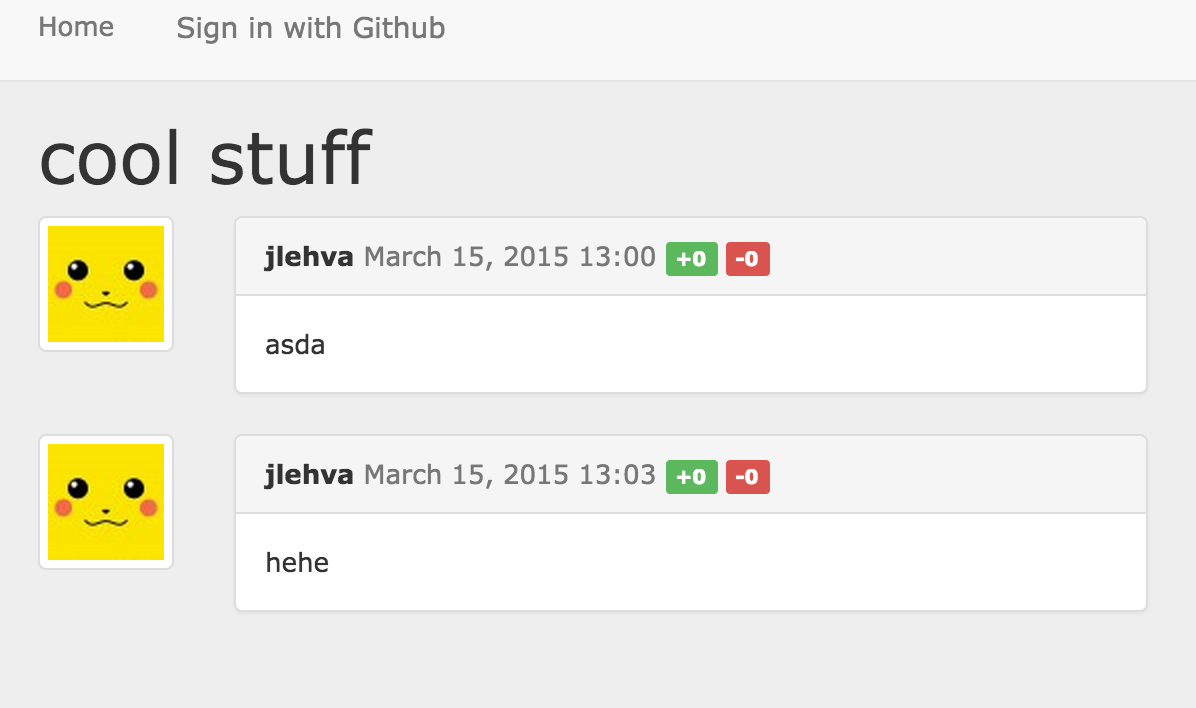 Home Sign in with Github
cool stuff
jlehva March 15, 2015 13:00 +0 -0
asda
jlehva March 15, 2015 13:03 +0 -0
hehe